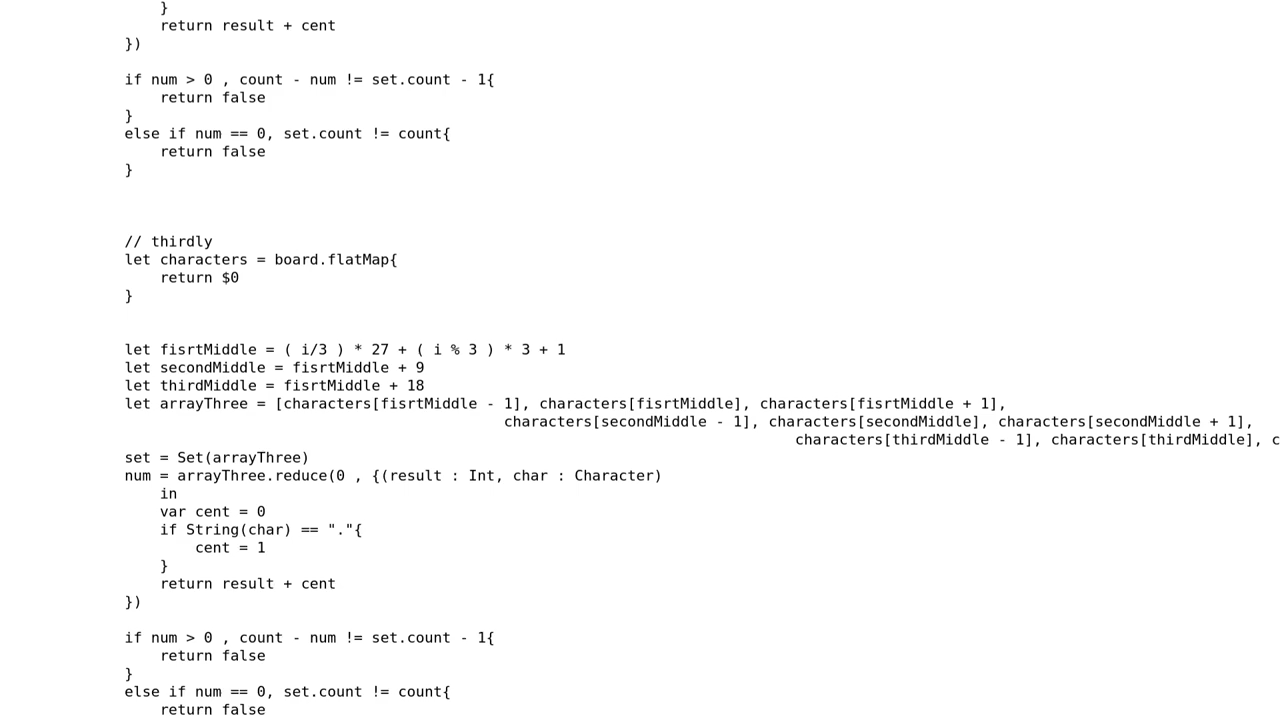 }
return result + cent
})
if num > 0 , count - num != set.count - 1{
return false
}
else if num == 0, set.count != count{
return false
}
// thirdly
let characters = board.flatMap{
return $0
}
let fisrtMiddle = ( i/3 ) * 27 + ( i % 3 ) * 3 + 1
let secondMiddle = fisrtMiddle + 9
let thirdMiddle = fisrtMiddle + 18
let arrayThree = [characters[fisrtMiddle - 1], characters[fisrtMiddle], characters[fisrtMiddle + 1],
characters[secondMiddle - 1], characters[secondMiddle], characters[secondMiddle + 1],
characters[thirdMiddle - 1], characters[thirdMiddle], c
set = Set(arrayThree)
num = arrayThree.reduce(0 , {(result : Int, char : Character)
in
var cent = 0
if String(char) == "."{
cent = 1
}
return result + cent
})
if num > 0 , count - num != set.count - 1{
return false
}
else if num == 0, set.count != count{
return false